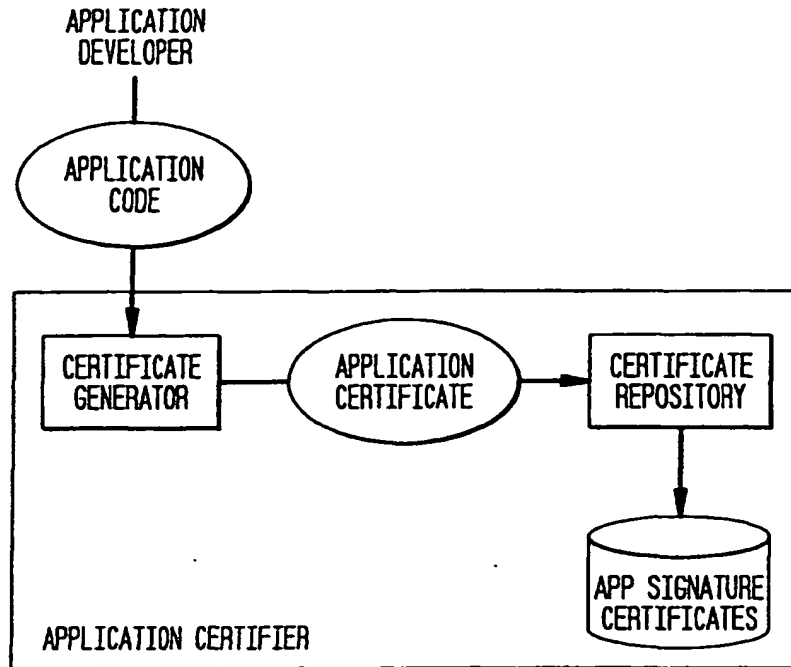 APPLICATION
DEVELOPER
APPLICATION
CODE
CERTIFICATE
GENERATOR
APPLICATION
CERTIFICATE
CERTIFICATE
REPOSITORY
APP SIGNATURE
CERTIFICATES
APPLICATION CERTIFIER